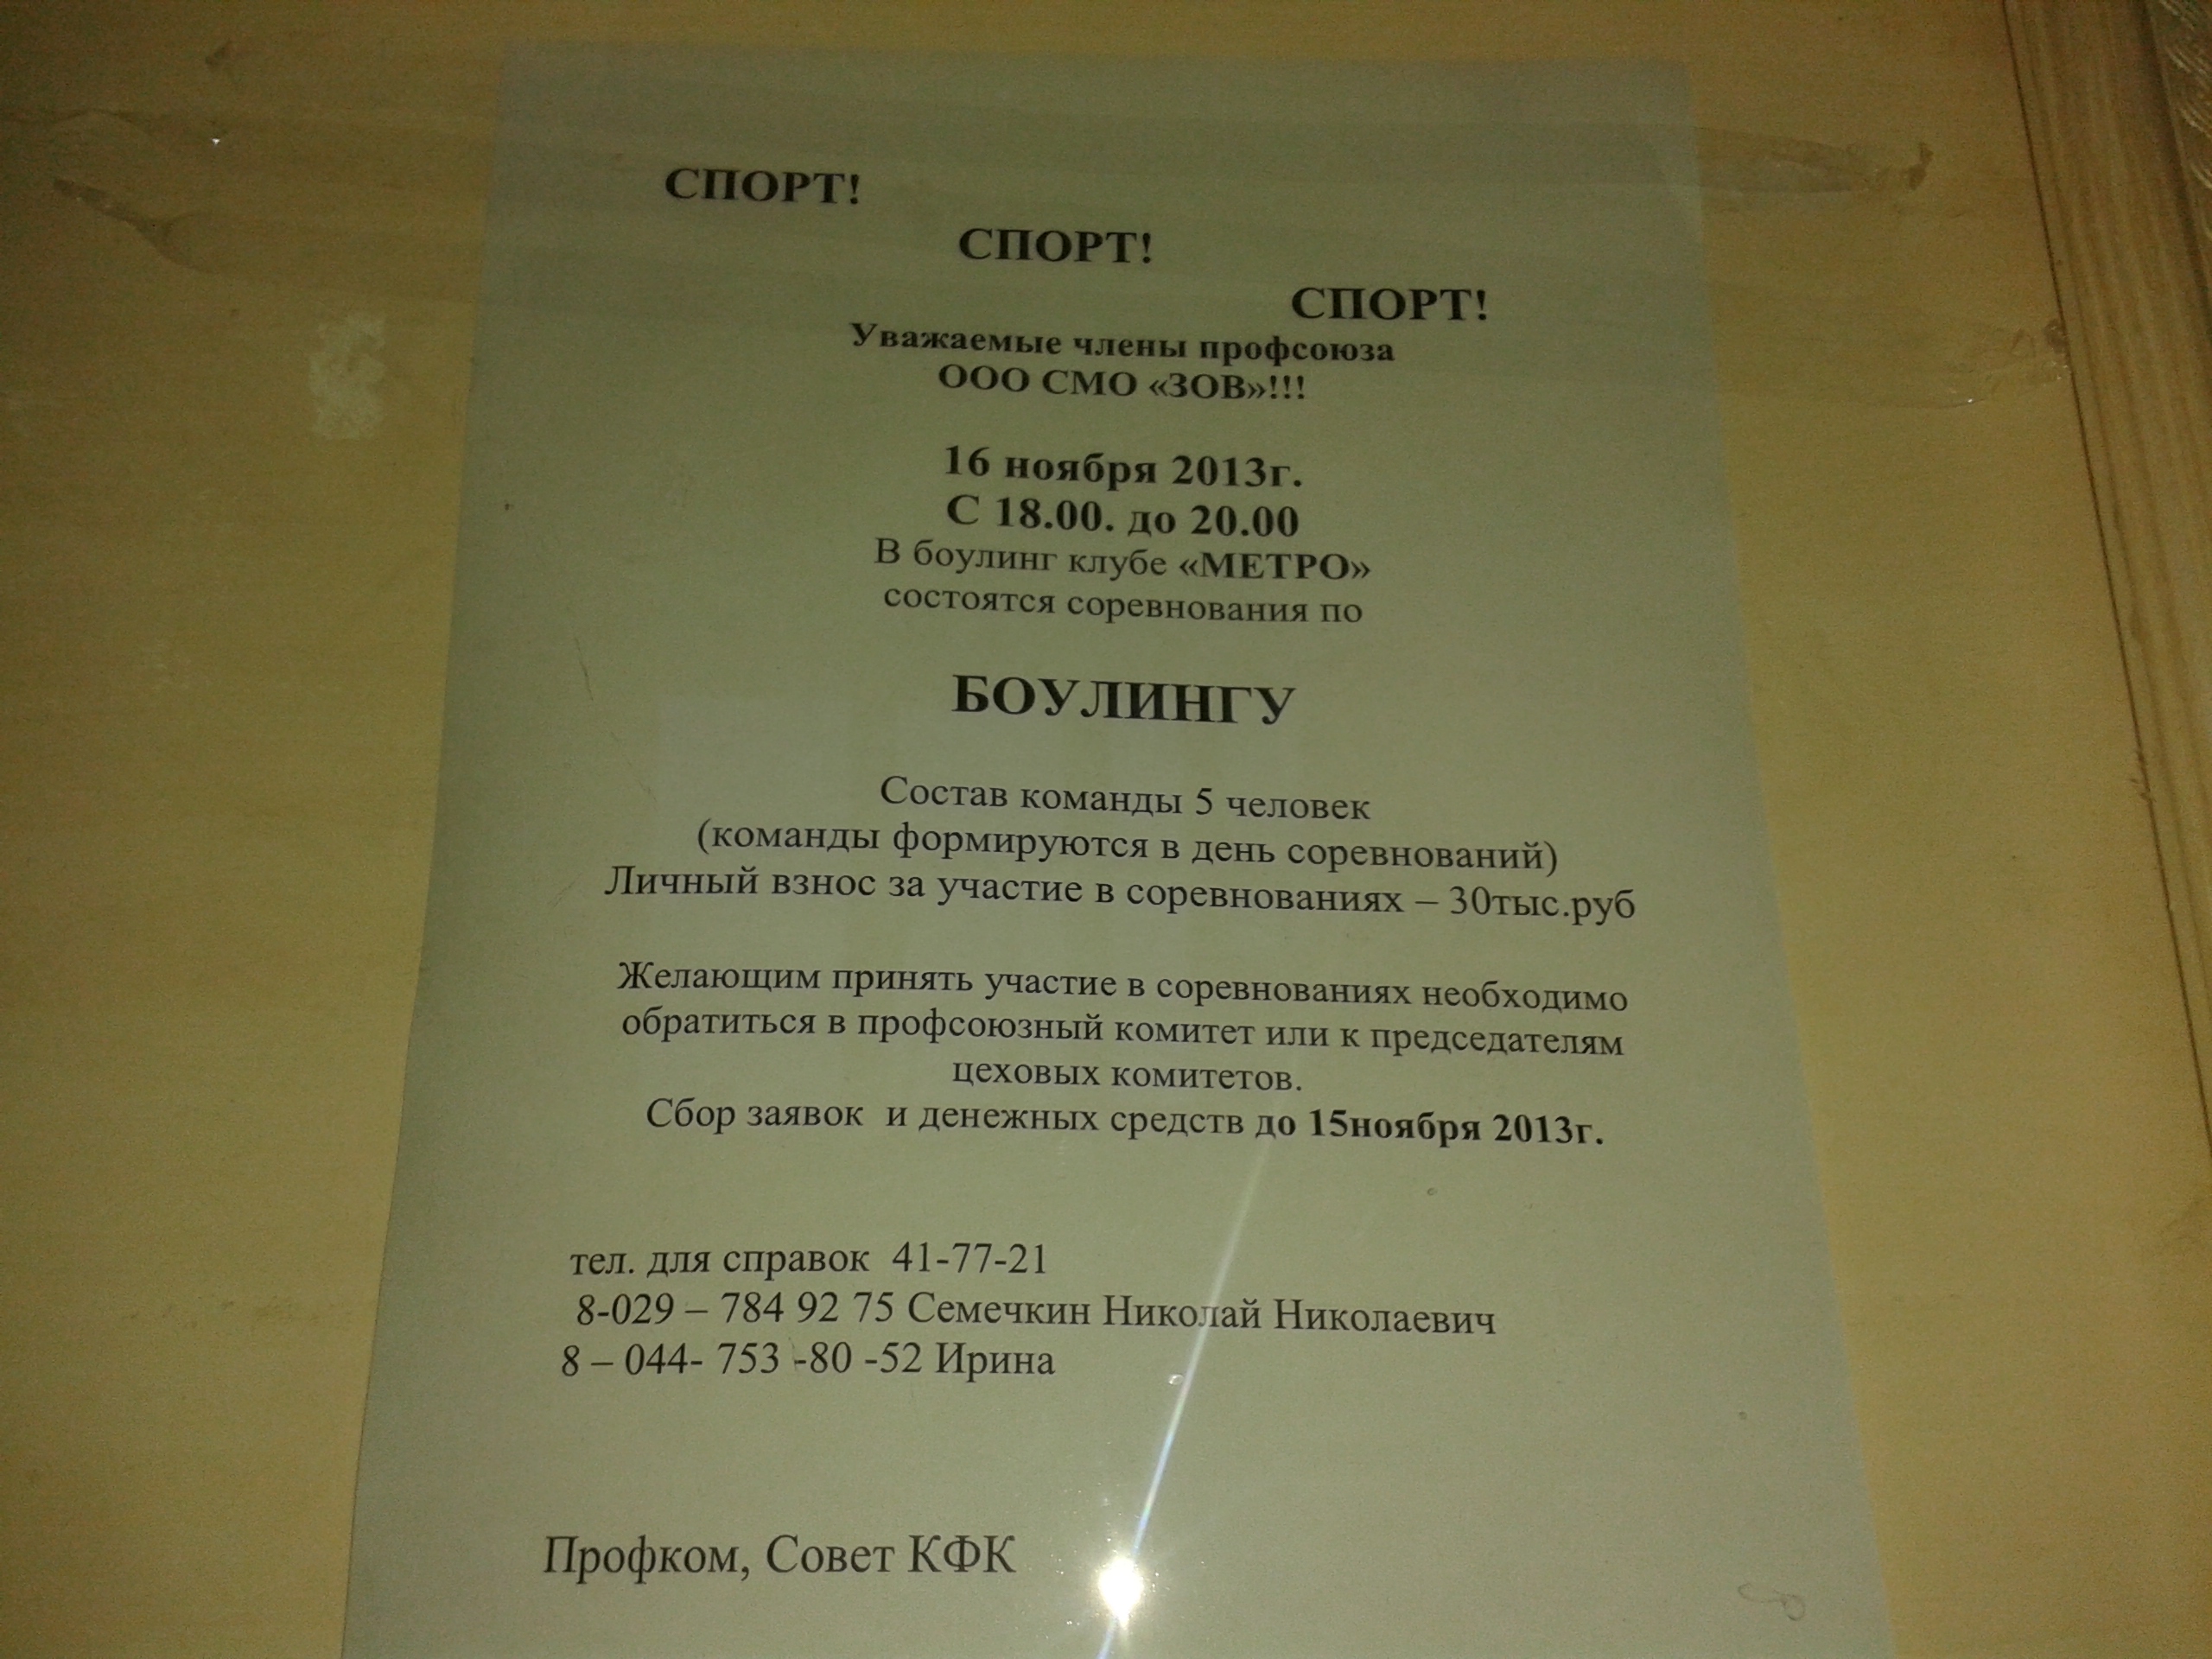 СПОРТ!
СПОРТ!
СПОРТ!
Уважаемые члены профсоюза
ООО СМО «ЗОВ»!!!
16 ноября 2013г.
С 18.00. до 20.00
В боулинг клубе «МЕТРО»
состоятся соревнования по
БОУЛИНГУ
Состав команды 5 человек
(команды формируются в день соревнований)
Личный взнос за участие в соревнованиях – 30тыс.руб
Желающим принять участие в соревнованиях необходимо
обратиться в профсоюзный комитет или к председателям
цеховых комитетов.
Сбор заявок  и денежных средств до 15ноября 2013г.
тел. для справок  41-77-21
8-029 – 784 92 75 Семечкин Николай Николаевич
8 – 044- 753 -80 -52 Ирина
Профком, Совет КФК